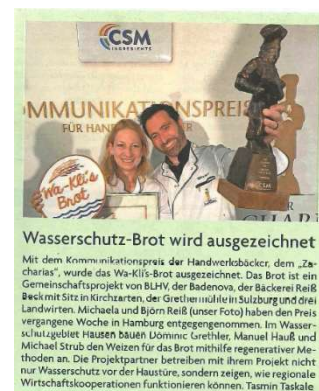 CSM
INGREDIENTS
MMUNIKATIONSPREIS
FÜR HAND
KER
Wa-Kli's
Brot
CSM
CHARI
Wasserschutz-Brot wird ausgezeichnet
Mit dem Kommunikationspreis der Handwerksbäcker, dem „Za-
charias“, wurde das Wa-Kli's-Brot ausgezeichnet. Das Brot ist ein
Gemeinschaftsprojekt von BLHV, der Badenova, der Bäckerei Reiß
Beck mit Sitz in Kirchzarten, der Grethermühle in Sulzburg und drei
Landwirten. Michaela und Björn Reiß (unser Foto) haben den Preis
vergangene Woche in Hamburg entgegengenommen. Im Wasser-
schutzgebiet Hausen bauen Dominc Grethler, Manuel Hauß und
Michael Strub den Weizen für das Brot mithilfe regenerativer Me-
thoden an. Die Projektpartner betreiben mit ihrem Projekt nicht
nur Wasserschutz vor der Haustüre, sondern zeigen, wie regionale
Wirtschaftskooperationen funktionieren können. Tasmin Taskale